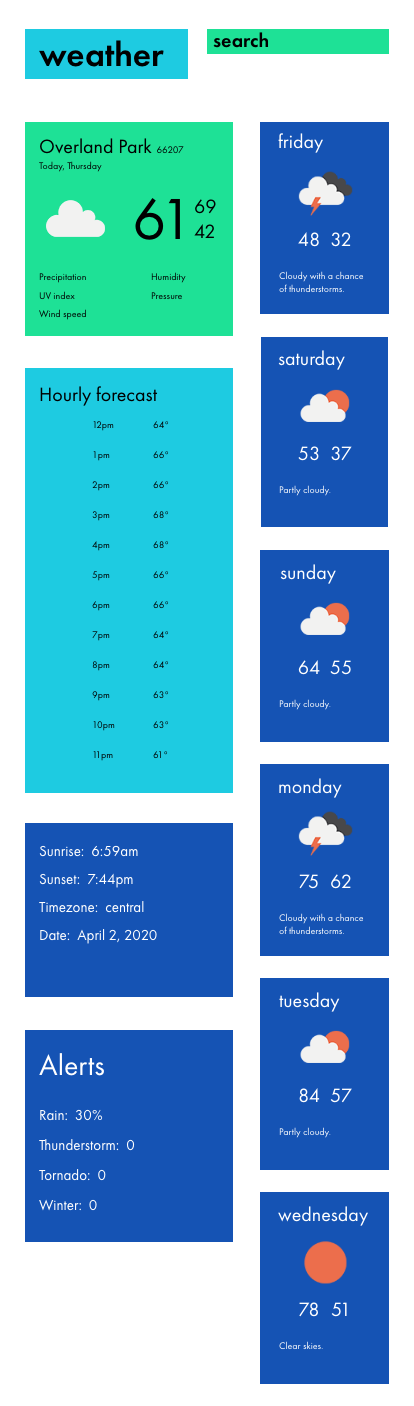 weather
search
Overland Park 66207
Today, Thursday
61
69
42
Precipitation
Humidity
UV index
Pressure
Wind speed
Hourly forecast
12pm 64°
1pm 66°
2pm 66°
3pm 68°
4pm 68°
5pm 66°
6pm 66°
7pm 64°
8pm 64°
9pm 63°
10pm 63°
11pm 61°
Sunrise: 6:59am
Sunset: 7:44pm
Timezone: central
Date: April 2, 2020
Alerts
Rain: 30%
Thunderstorm: 0
Tornado: 0
Winter: 0
friday
48 32
Cloudy with a chance
of thunderstorms.
saturday
53 37
Partly cloudy.
sunday
64 55
Partly cloudy.
monday
75 62
Cloudy with a chance
of thunderstorms.
tuesday
84 57
Partly cloudy.
wednesday
78 51
Clear skies.